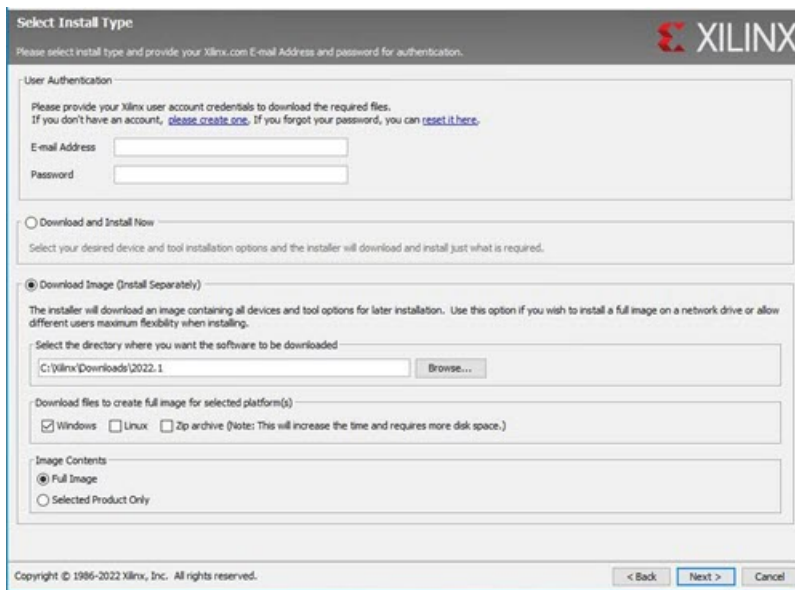 Select Install Type
XILINX
Please select install type and provide your Xilinx.com E-mail Address and password for authentication.
User Authentication
Please provide your Xilinx user account credentials to download the required files.
If you don't have an account, please create one. If you forgot your password, you can reset it here.
E-mail Address
Password
Download and Install Now
Select your desired device and tool installation options and the installer will download and install just what is required.
Download Image (Install Separately)
The installer will download an image containing all devices and tool options for later installation. Use this option if you wish to install a full image on a network drive or allow
different users maximum flexibility when installing.
Select the directory where you want the software to be downloaded
C:\Xilinx\Downloads\2022.1 Browse...
Download files to create full image for selected platform(s)
Windows Linux Zip archive (Note: This will increase the time and requires more disk space.)
Image Contents
Full Image
Selected Product Only
Copyright © 1986-2022 Xilinx, Inc. All rights reserved. < Back Next > Cancel